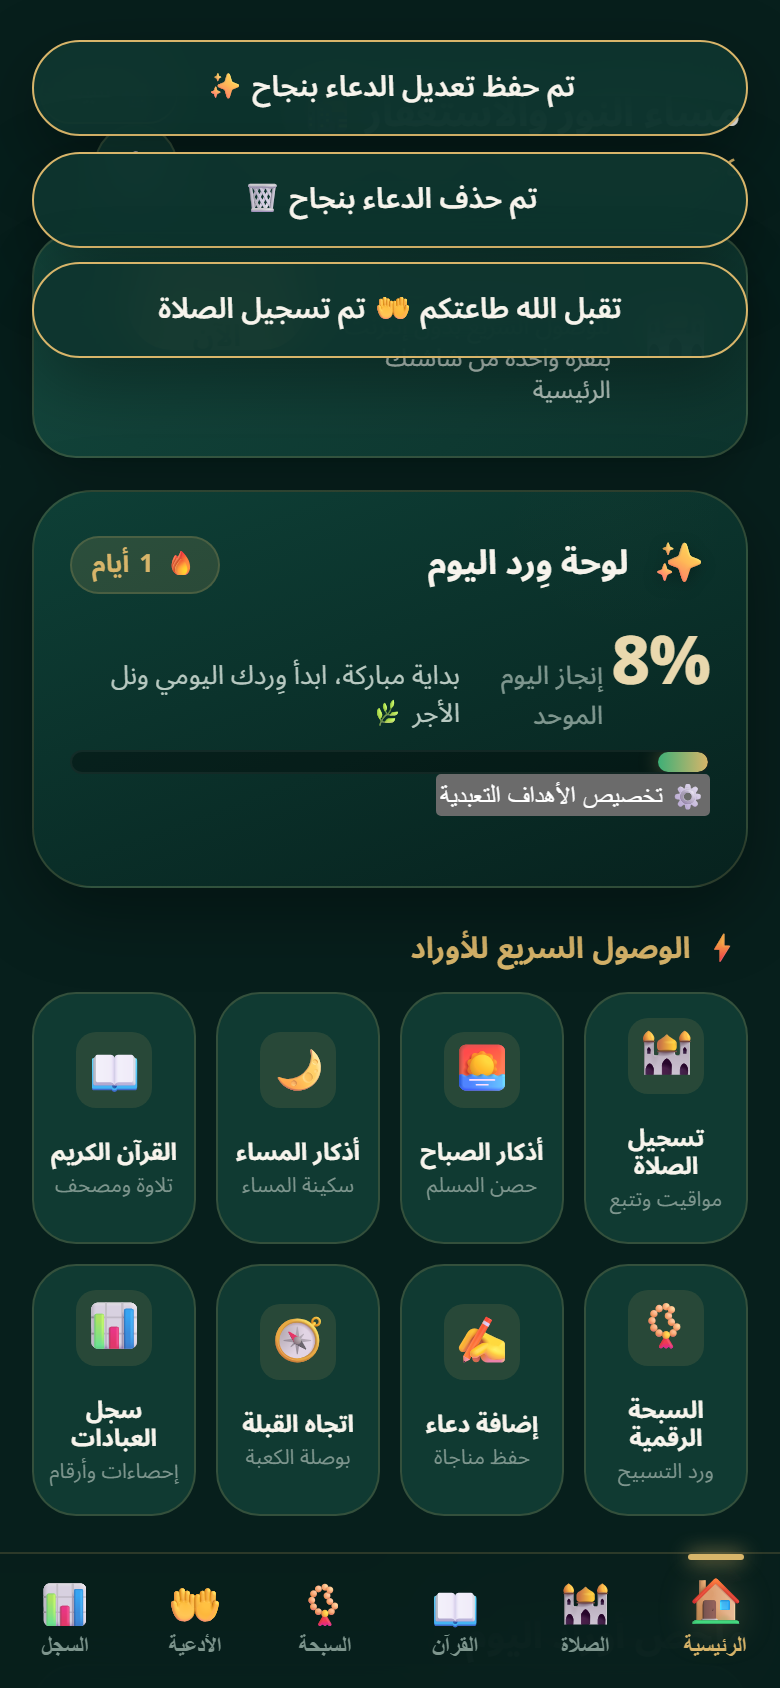 تم حفظ تعديل الدعاء بنجاح ✨
تم حذف الدعاء بنجاح 🗑️
تقبل الله طاعتكم 🤲 تم تسجيل الصلاة
بنقرة واحدة من شاشتك
الرئيسية
✨ لوحة وِرد اليوم
🔥 1 أيام
8%
إنجاز اليوم
الموحد
بداية مباركة، ابدأ وِردك اليومي ونل
الأجر 🌿
⚙️ تخصيص الأهداف التعبدية
⚡ الوصول السريع للأوراد
تسجيل
الصلاة
مواقيت وتتبع
أذكار الصباح
حصن المسلم
أذكار المساء
سكينة المساء
القرآن الكريم
تلاوة ومصحف
السبحة
الرقمية
ورد التسبيح
إضافة دعاء
حفظ مناجاة
اتجاه القبلة
بوصلة الكعبة
سجل
العبادات
إحصاءات وأرقام
الرئيسية
الصلاة
القرآن
السبحة
الأدعية
السجل